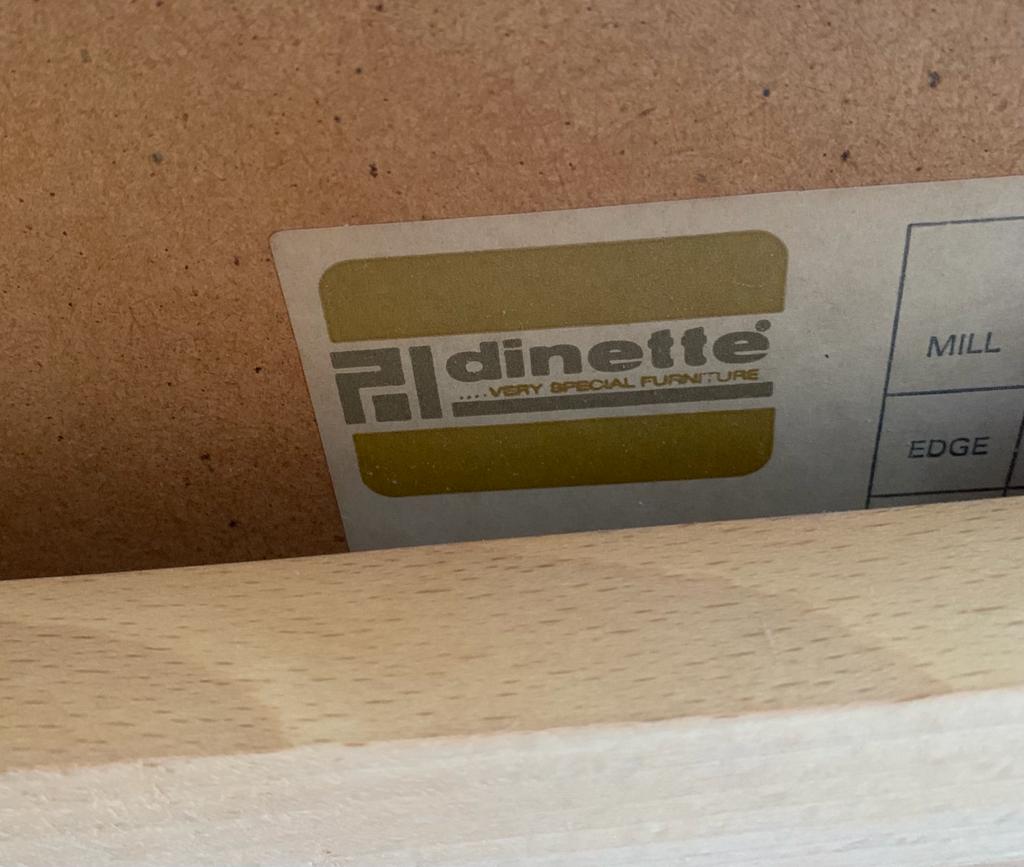 dinette®
....VERY SPECIAL FURNITURE
MILL
EDGE